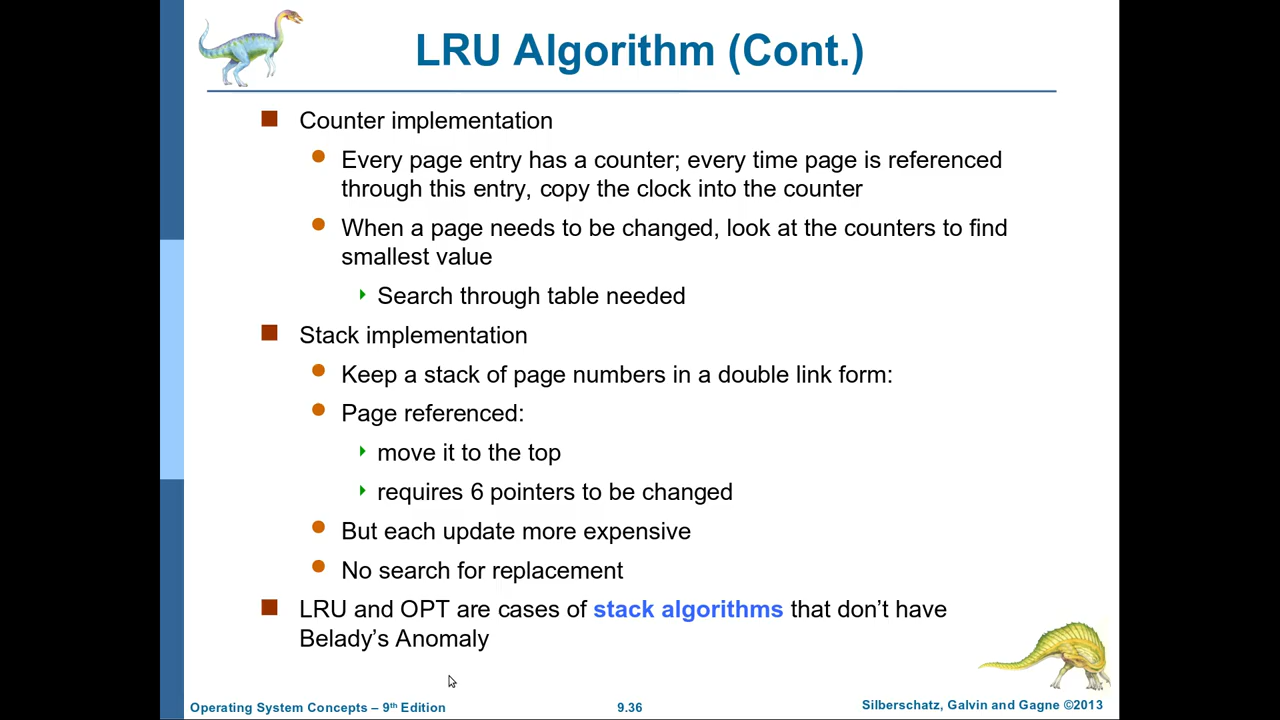 LRU Algorithm (Cont.)
Counter implementation
Every page entry has a counter; every time page is referenced
through this entry, copy the clock into the counter
When a page needs to be changed, look at the counters to find
smallest value
Search through table needed
Stack implementation
Keep a stack of page numbers in a double link form:
Page referenced:
move it to the top
requires 6 pointers to be changed
But each update more expensive
No search for replacement
LRU and OPT are cases of stack algorithms that don’t have
Belady’s Anomaly
Operating System Concepts – 9th Edition
9.36
Silberschatz, Galvin and Gagne ©2013